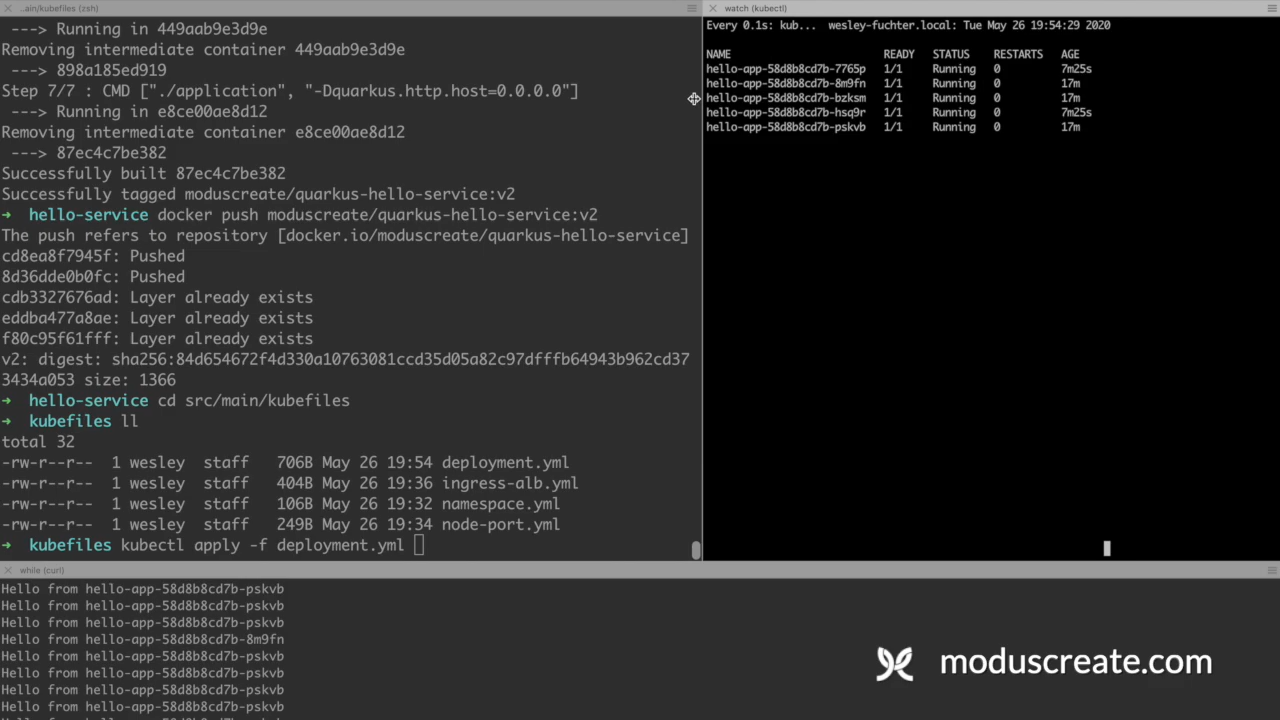 ..ain/kubefiles (zsh)
---> Running in 449aab9e3d9e
Removing intermediate container 449aab9e3d9e
---> 898a185ed919
Step 7/7 : CMD ["./application", "-Dquarkus.http.host=0.0.0.0"]
---> Running in e8ce00ae8d12
Removing intermediate container e8ce00ae8d12
---> 87ec4c7be382
Successfully built 87ec4c7be382
Successfully tagged moduscreate/quarkus-hello-service:v2
➜ hello-service docker push moduscreate/quarkus-hello-service:v2
The push refers to repository [docker.io/moduscreate/quarkus-hello-service]
cd8ea8f7945f: Pushed
8d36dde0b0fc: Pushed
cdb3327676ad: Layer already exists
eddba477a8ae: Layer already exists
f80c95f61fff: Layer already exists
v2: digest: sha256:84d654672f4d330a10763081ccd35d05a82c97dfffb64943b962cd37
3434a053 size: 1366
➜ hello-service cd src/main/kubefiles
➜ kubefiles ll
total 32
-rw-r--r-- 1 wesley staff 706B May 26 19:54 deployment.yml
-rw-r--r-- 1 wesley staff 404B May 26 19:36 ingress-alb.yml
-rw-r--r-- 1 wesley staff 106B May 26 19:32 namespace.yml
-rw-r--r-- 1 wesley staff 249B May 26 19:34 node-port.yml
➜ kubefiles kubectl apply -f deployment.yml
watch (kubectl)
Every 0.1s: kub... wesley-fuchter.local: Tue May 26 19:54:29 2020
NAME READY STATUS RESTARTS AGE
hello-app-58d8b8cd7b-7765p 1/1 Running 0 7m25s
hello-app-58d8b8cd7b-8m9fn 1/1 Running 0 17m
hello-app-58d8b8cd7b-bzksm 1/1 Running 0 17m
hello-app-58d8b8cd7b-hsq9r 1/1 Running 0 7m25s
hello-app-58d8b8cd7b-pskvb 1/1 Running 0 17m
while (curl)
Hello from hello-app-58d8b8cd7b-pskvb
Hello from hello-app-58d8b8cd7b-pskvb
Hello from hello-app-58d8b8cd7b-pskvb
Hello from hello-app-58d8b8cd7b-8m9fn
Hello from hello-app-58d8b8cd7b-pskvb
Hello from hello-app-58d8b8cd7b-pskvb
Hello from hello-app-58d8b8cd7b-pskvb
moduscreate.com